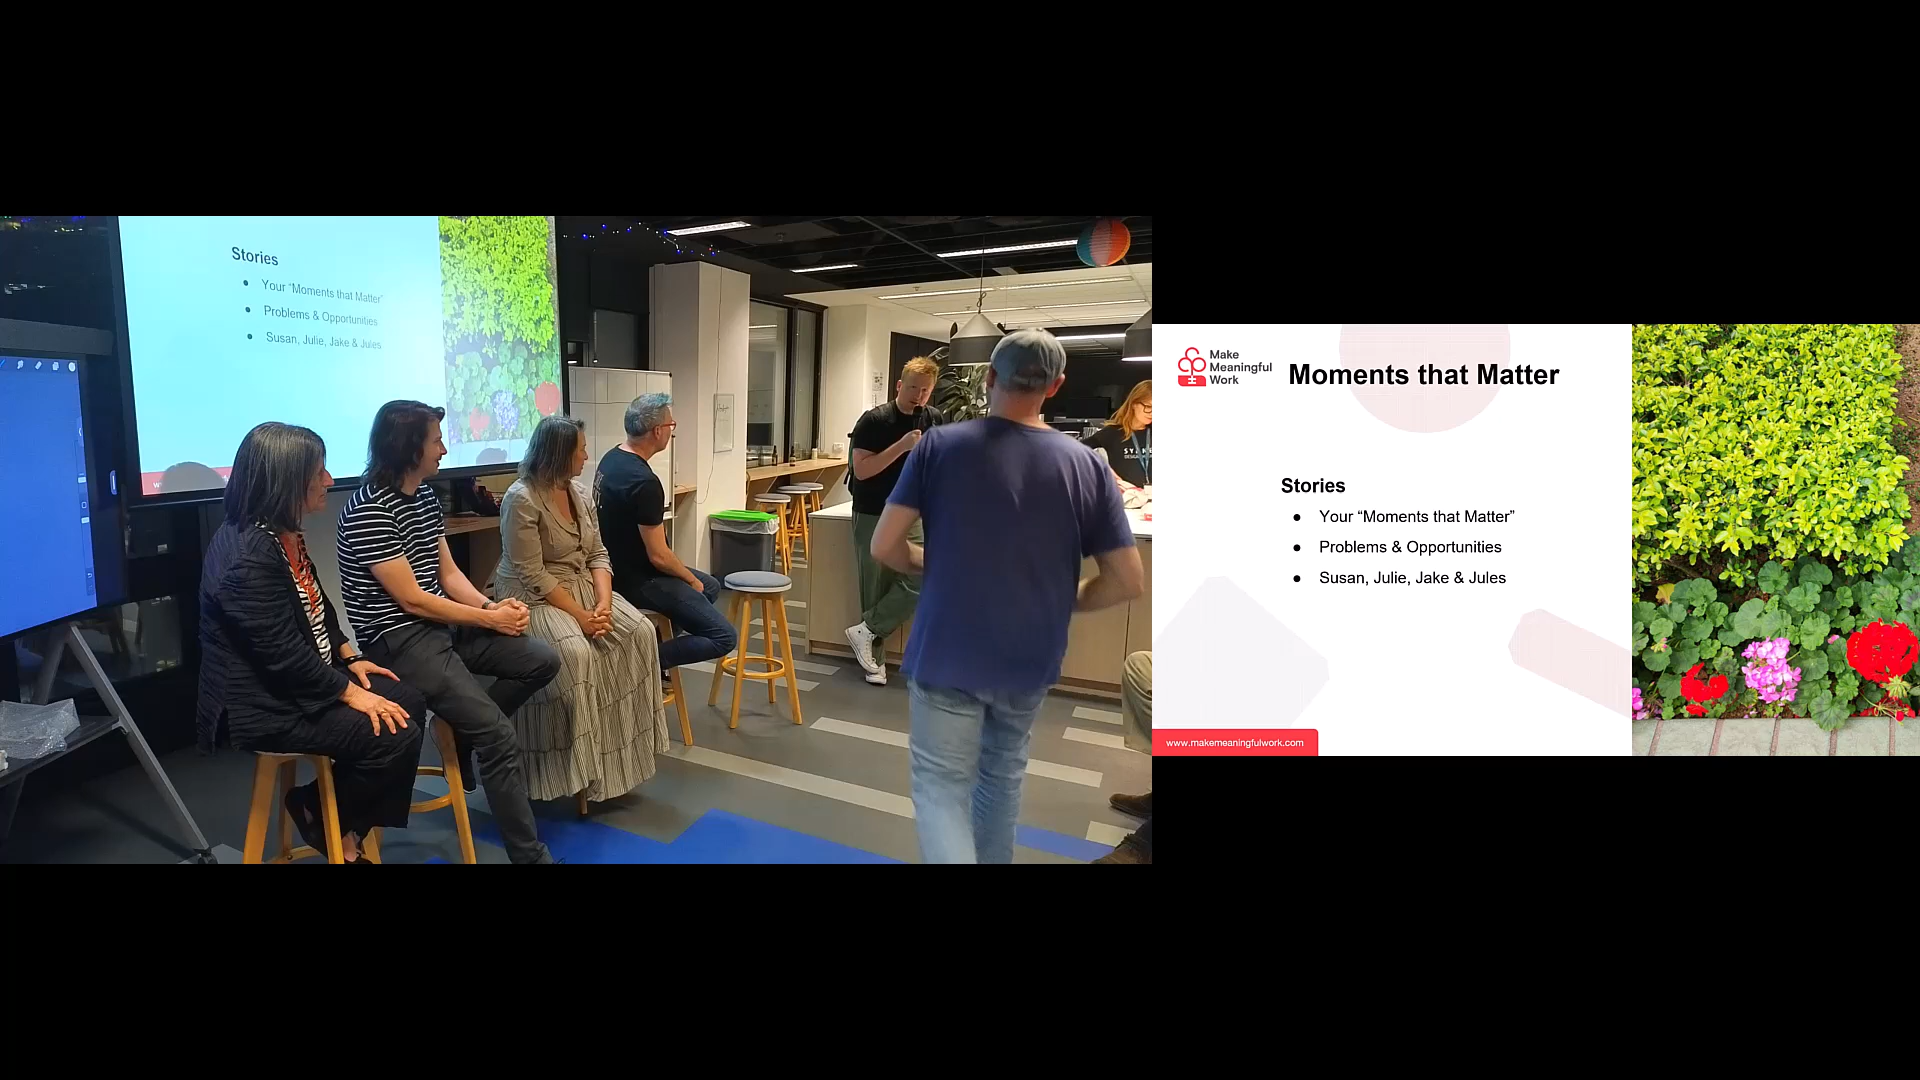 Stories
● Your “Moments that Matter”
● Problems & Opportunities
● Susan, Julie, Jake & Jules
Make
Meaningful
Work
Moments that Matter
Stories
● Your “Moments that Matter”
● Problems & Opportunities
● Susan, Julie, Jake & Jules
www.makemeaningfulwork.com